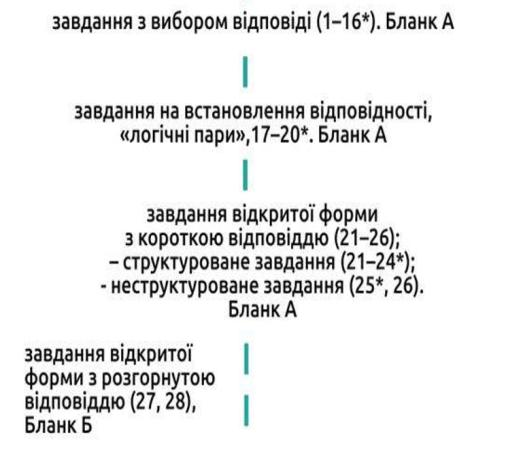 завдання з вибором відповіді (1–16*). Бланк А
завдання на встановлення відповідності,
«логічні пари»,17–20*. Бланк А
завдання відкритої форми
з короткою відповіддю (21–26);
– структуроване завдання (21–24*);
- неструктуроване завдання (25*, 26).
Бланк А
завдання відкритої
форми з розгорнутою
відповіддю (27, 28),
Бланк Б